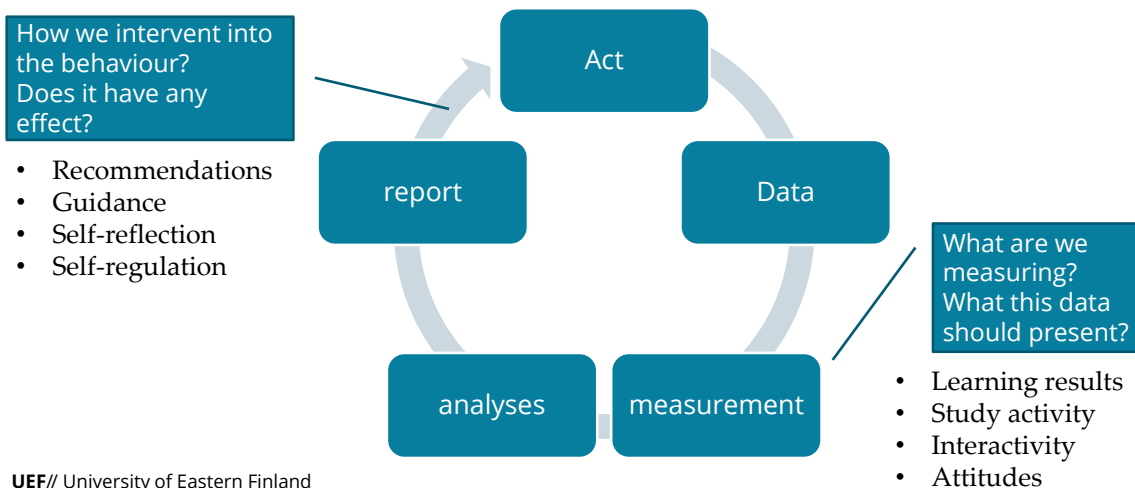 How we intervent into
the behaviour?
Does it have any
effect?
• Recommendations
• Guidance
• Self-reflection
• Self-regulation
Act
report
Data
analyses
measurement
What are we
measuring?
What this data
should present?
• Learning results
• Study activity
• Interactivity
• Attitudes
UEF// University of Eastern Finland